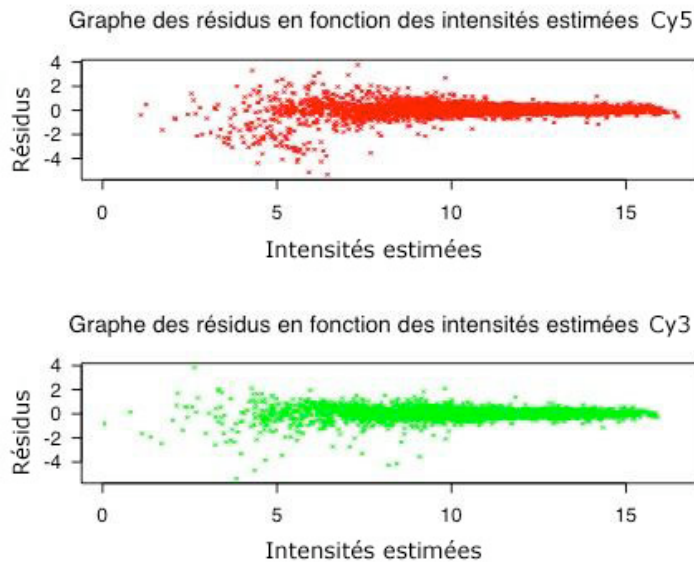 Graphe des résidus en fonction des intensités estimées Cy5
4
2
0
-2
-4
Résidus
0 5 10 15
Intensités estimées
Graphe des résidus en fonction des intensités estimées Cy3
4
2
0
-2
-4
Résidus
0 5 10 15
Intensités estimées